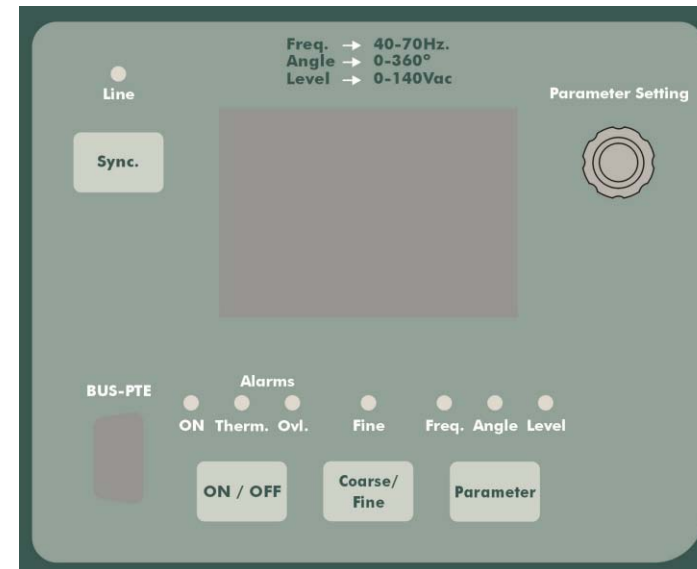 Freq. → 40-70Hz.
Angle → 0-360º
Level → 0-140Vac
Line
Parameter Setting
Sync.
BUS-PTE
Alarms
ON Therm. Ovl. Fine Freq. Angle Level
ON / OFF
Coarse/
Fine
Parameter